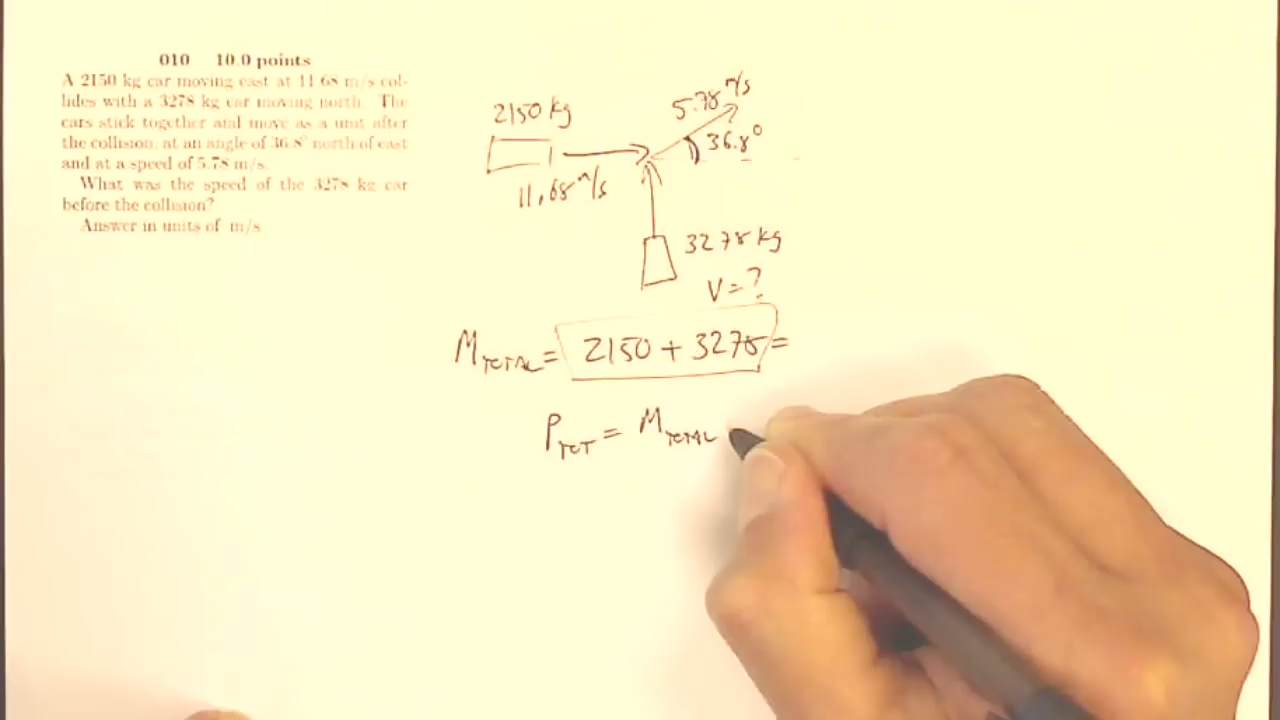 010 10.0 points
A 2150 kg car moving east at 11.68 m/s col-
lides with a 3278 kg car moving north. The
cars stick together and move as a unit after
the collision, at an angle of 36.8° north of east
and at a speed of 5.78 m/s.
What was the speed of the 3278 kg car
before the collision?
Answer in units of m/s
2150 kg
5.78 m/s
36.8°
11.68 m/s
3278 kg
V = ?
M TOTAL = 2150 + 3278 =
P TOT = M TOTAL